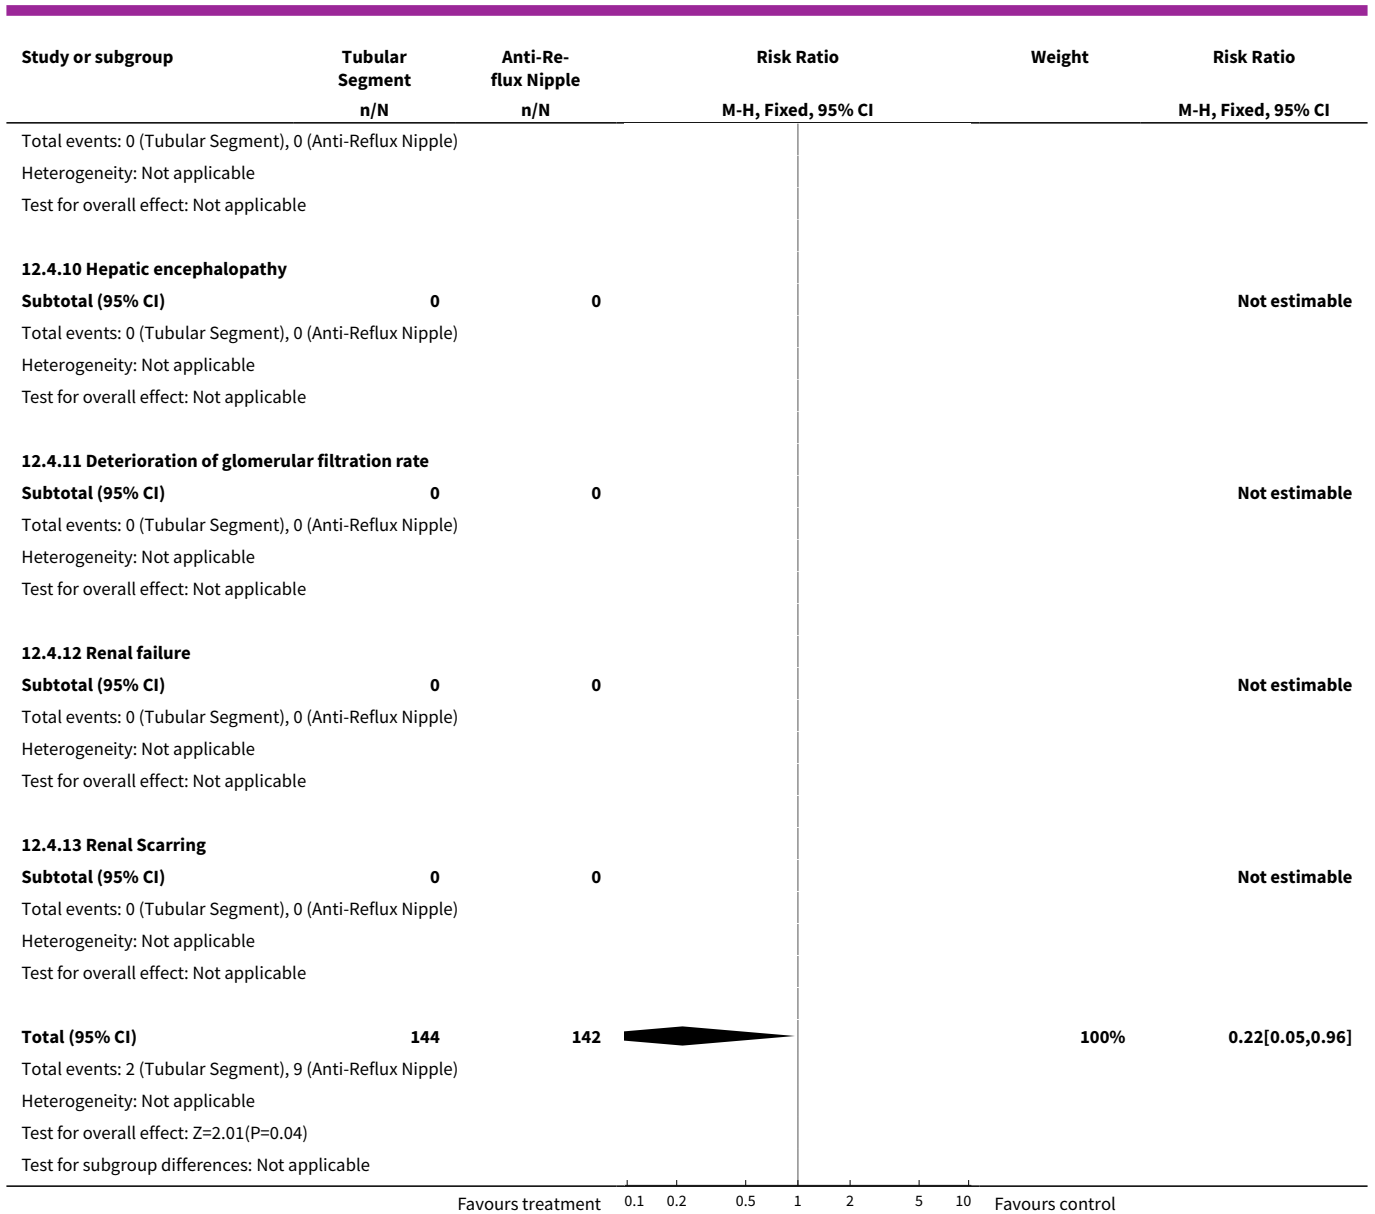 Study or subgroup Tubular Segment Anti-Re-flux Nipple Risk Ratio Weight Risk Ratio
n/N n/N M-H, Fixed, 95% CI M-H, Fixed, 95% CI
Total events: 0 (Tubular Segment), 0 (Anti-Reflux Nipple)
Heterogeneity: Not applicable
Test for overall effect: Not applicable
12.4.10 Hepatic encephalopathy
Subtotal (95% CI) 0 0 Not estimable
Total events: 0 (Tubular Segment), 0 (Anti-Reflux Nipple)
Heterogeneity: Not applicable
Test for overall effect: Not applicable
12.4.11 Deterioration of glomerular filtration rate
Subtotal (95% CI) 0 0 Not estimable
Total events: 0 (Tubular Segment), 0 (Anti-Reflux Nipple)
Heterogeneity: Not applicable
Test for overall effect: Not applicable
12.4.12 Renal failure
Subtotal (95% CI) 0 0 Not estimable
Total events: 0 (Tubular Segment), 0 (Anti-Reflux Nipple)
Heterogeneity: Not applicable
Test for overall effect: Not applicable
12.4.13 Renal Scarring
Subtotal (95% CI) 0 0 Not estimable
Total events: 0 (Tubular Segment), 0 (Anti-Reflux Nipple)
Heterogeneity: Not applicable
Test for overall effect: Not applicable
Total (95% CI) 144 142 100% 0.22[0.05,0.96]
Total events: 2 (Tubular Segment), 9 (Anti-Reflux Nipple)
Heterogeneity: Not applicable
Test for overall effect: Z=2.01(P=0.04)
Test for subgroup differences: Not applicable
Favours treatment 0.1 0.2 0.5 1 2 5 10 Favours control